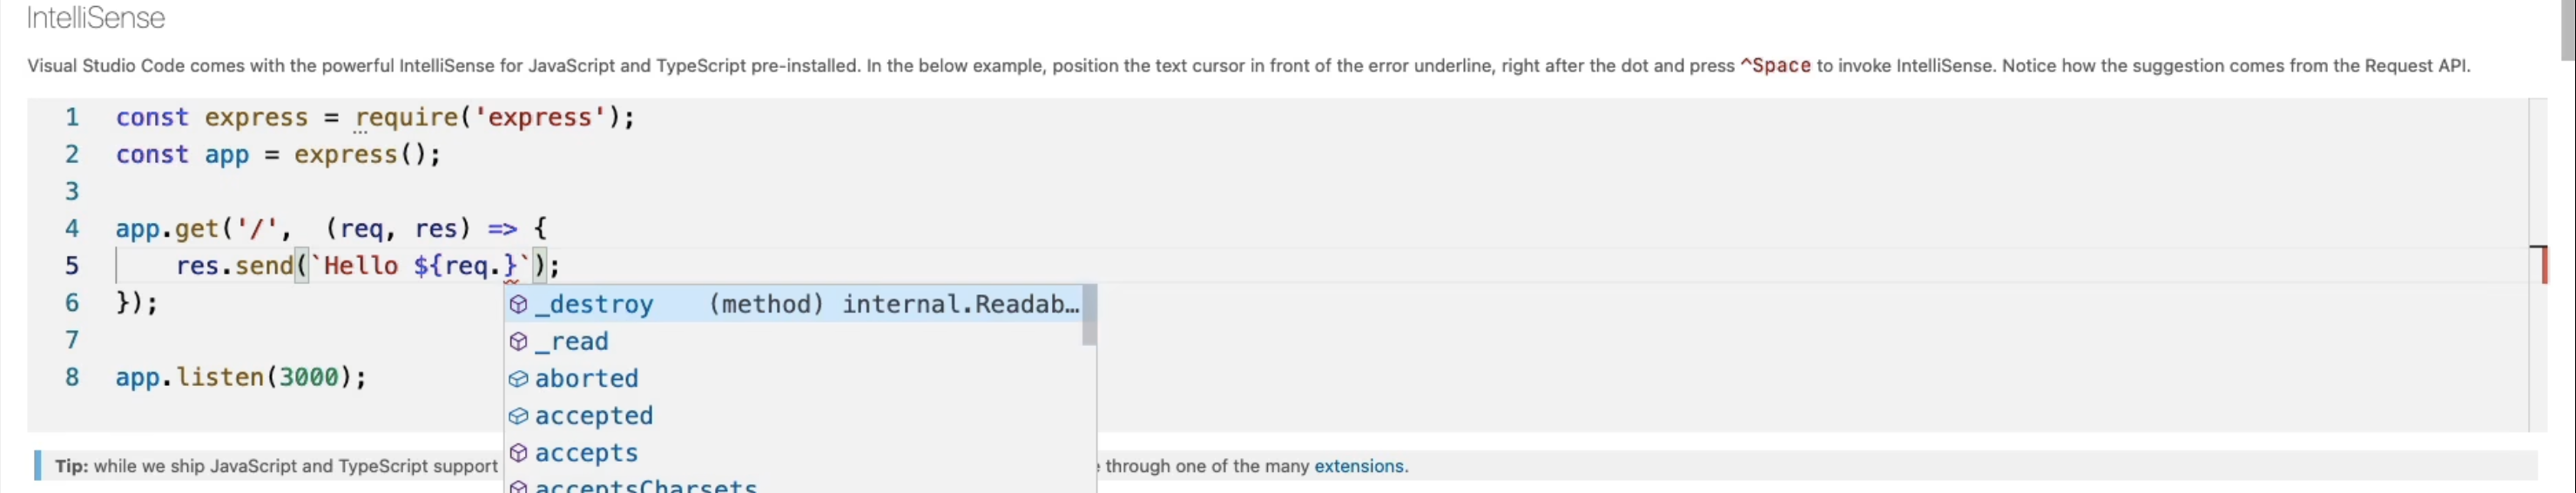 IntelliSense
Visual Studio Code comes with the powerful IntelliSense for JavaScript and TypeScript pre-installed. In the below example, position the text cursor in front of the error underline, right after the dot and press ^Space to invoke IntelliSense. Notice how the suggestion comes from the Request API.
1 const express = require('express');
2 const app = express();
3
4 app.get('/',  (req, res) => {
5     res.send(`Hello ${req.}`);
6 });
7
8 app.listen(3000);
_destroy (method) internal.Readab…
_read
aborted
accepted
accepts
acceptsCharsets
Tip: while we ship JavaScript and TypeScript support through one of the many extensions.